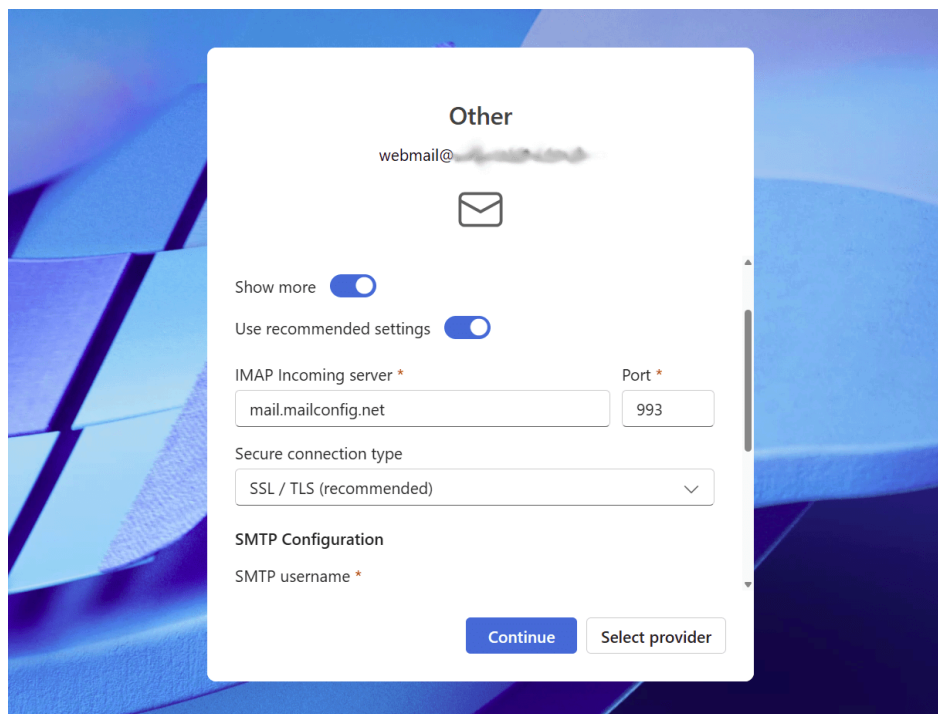 Other
webmail@
Show more
Use recommended settings
IMAP Incoming server * Port *
mail.mailconfig.net 993
Secure connection type
SSL / TLS (recommended)
SMTP Configuration
SMTP username *
Continue Select provider